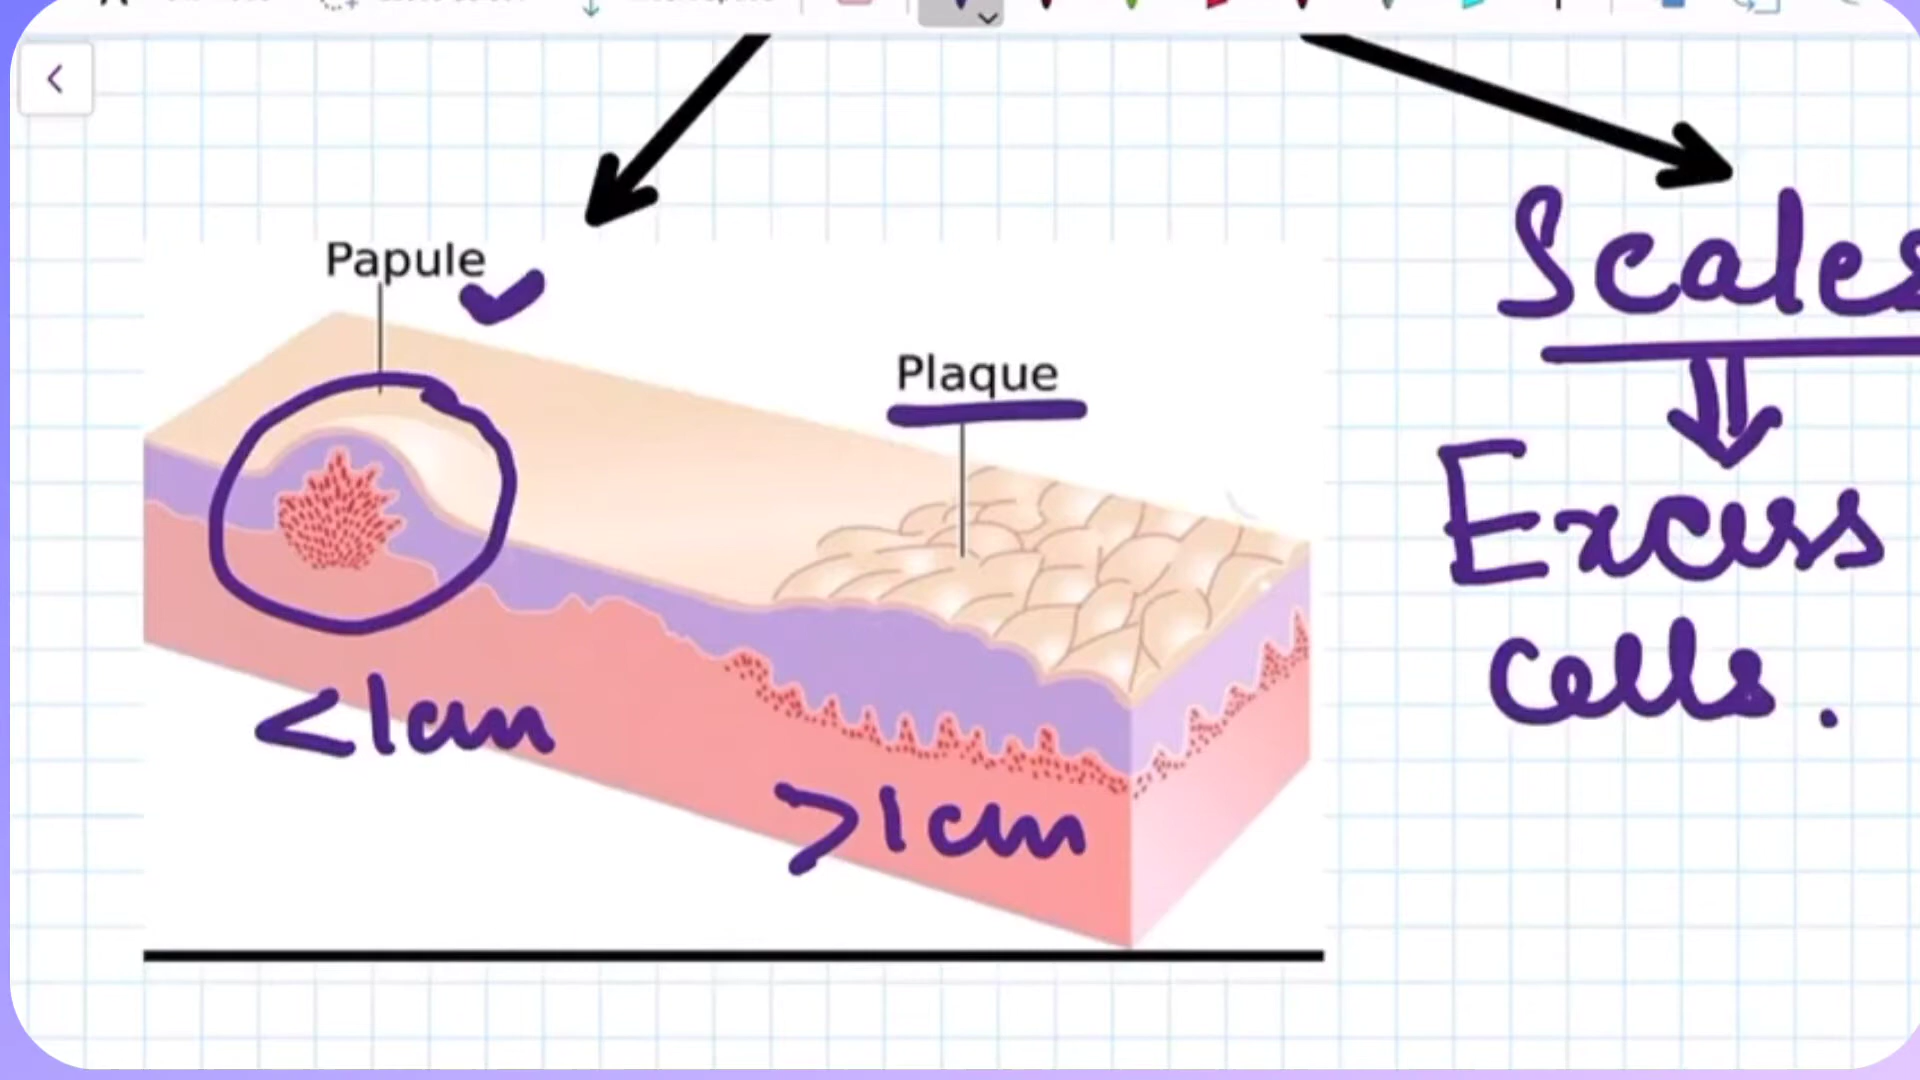 Papule
Plaque
<1cm
>1cm
Scales
Excess
cells.